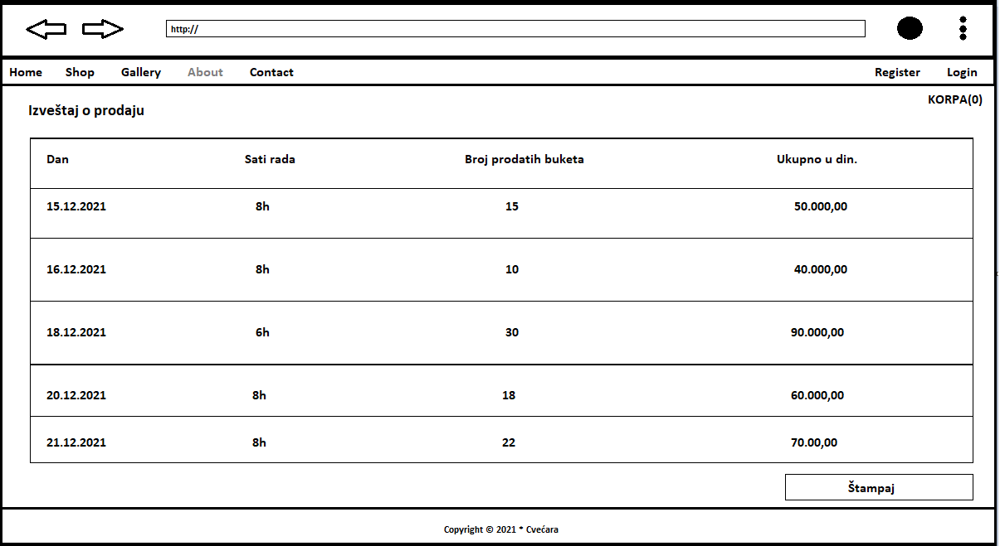 http://
Home Shop Gallery About Contact Register Login
KORPA(0)
Izveštaj o prodaju
Dan Sati rada Broj prodatih buketa Ukupno u din.
15.12.2021 8h 15 50.000,00
16.12.2021 8h 10 40.000,00
18.12.2021 6h 30 90.000,00
20.12.2021 8h 18 60.000,00
21.12.2021 8h 22 70.00,00
Štampaj
Copyright © 2021 * Cvećara